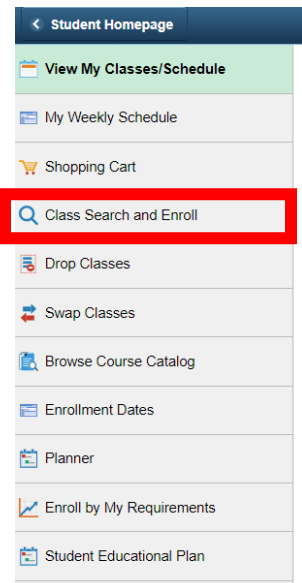 Student Homepage
View My Classes/Schedule
My Weekly Schedule
Shopping Cart
Class Search and Enroll
Drop Classes
Swap Classes
Browse Course Catalog
Enrollment Dates
Planner
Enroll by My Requirements
Student Educational Plan